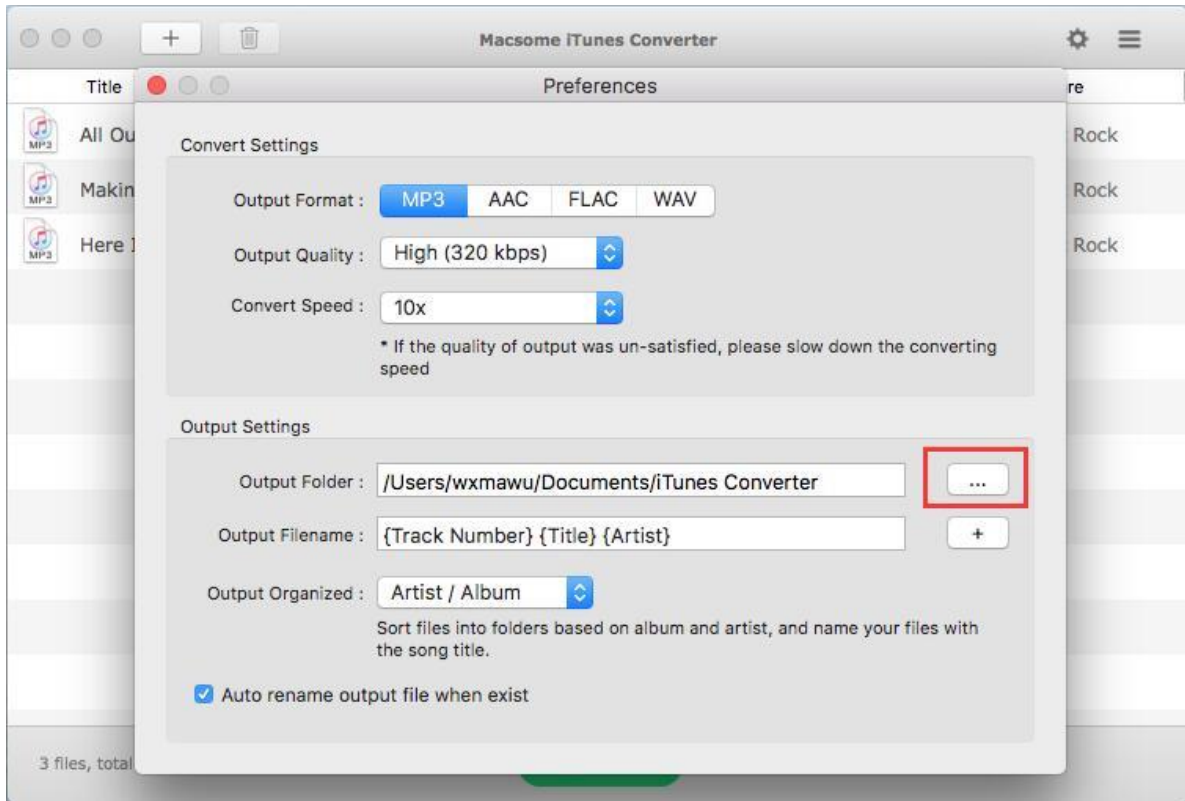 +
Macsome iTunes Converter
Title
re
Preferences
MP3
All Ou
Rock
MP3
Makin
Rock
MP3
Here I
Rock
Convert Settings
Output Format : MP3 AAC FLAC WAV
Output Quality : High (320 kbps)
Convert Speed : 10x
* If the quality of output was un-satisfied, please slow down the converting
speed
Output Settings
Output Folder : /Users/wxmawu/Documents/iTunes Converter ...
Output Filename : {Track Number} {Title} {Artist} +
Output Organized : Artist / Album
Sort files into folders based on album and artist, and name your files with
the song title.
Auto rename output file when exist
3 files, total